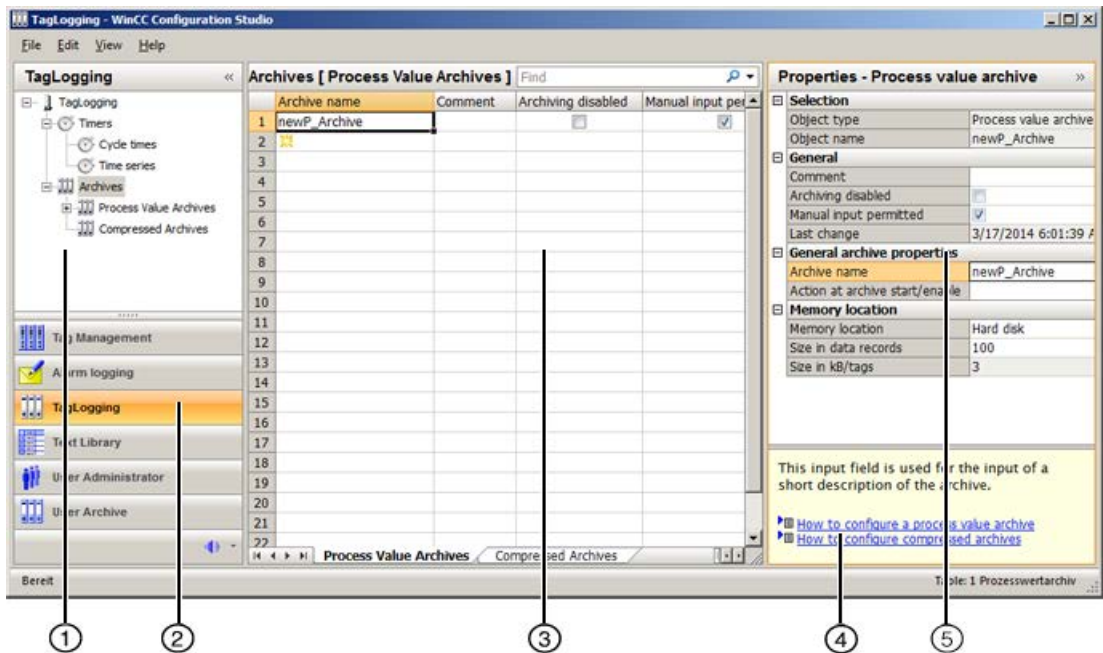 TagLogging - WinCC Configuration Studio
File Edit View Help
TagLogging «
TagLogging
Timers
Cycle times
Time series
Archives
Process Value Archives
Compressed Archives
Tag Management
Alarm logging
TagLogging
Text Library
User Administrator
User Archive
Archives [ Process Value Archives ] Find
Archive name Comment Archiving disabled Manual input per
1 newP_Archive
2
3
4
5
6
7
8
9
10
11
12
13
14
15
16
17
18
19
20
21
22
Process Value Archives Compressed Archives
Properties - Process value archive »
Selection
Object type Process value archive
Object name newP_Archive
General
Comment
Archiving disabled
Manual input permitted
Last change 3/17/2014 6:01:39 A
General archive properties
Archive name newP_Archive
Action at archive start/enable
Memory location
Memory location Hard disk
Size in data records 100
Size in kB/tags 3
This input field is used for the input of a
short description of the archive.
How to configure a process value archive
How to configure compressed archives
Bereit Table: 1 Prozesswertarchiv
1 2 3 4 5